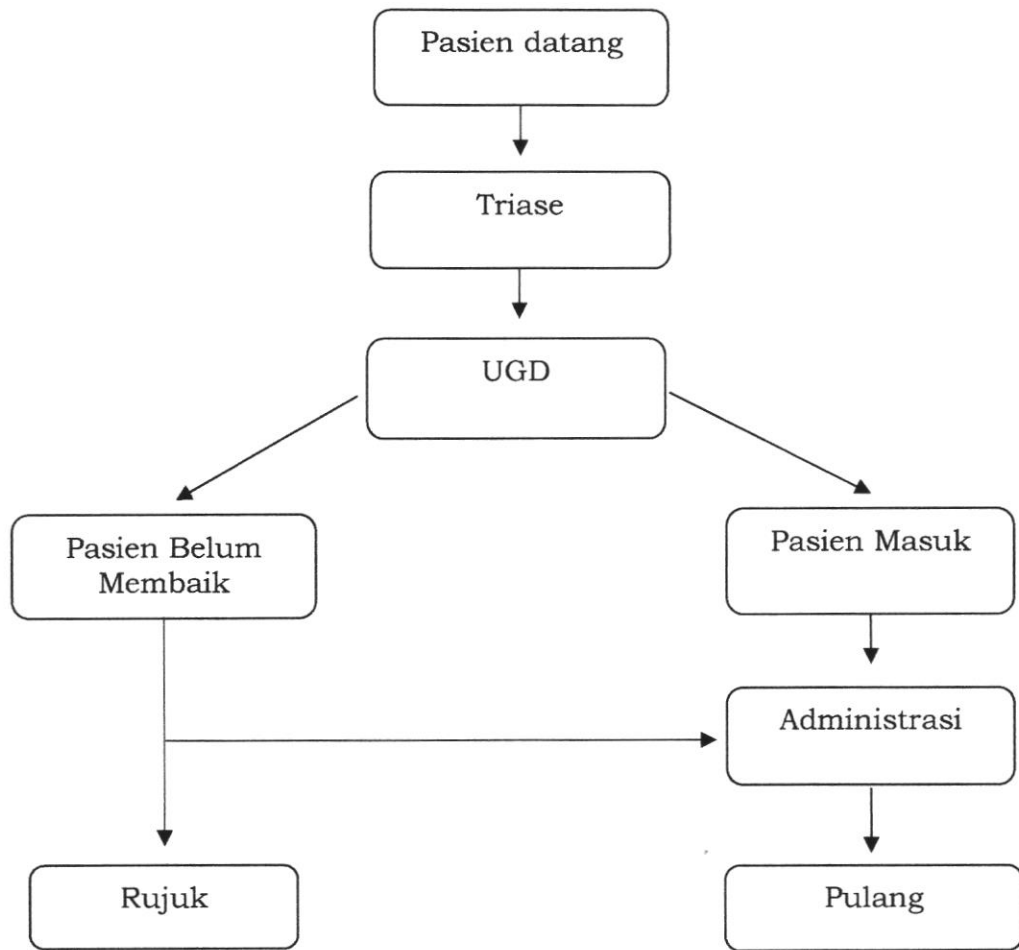 Pasien datang
Triase
UGD
Pasien Belum
Membaik
Pasien Masuk
Administrasi
Rujuk
Pulang